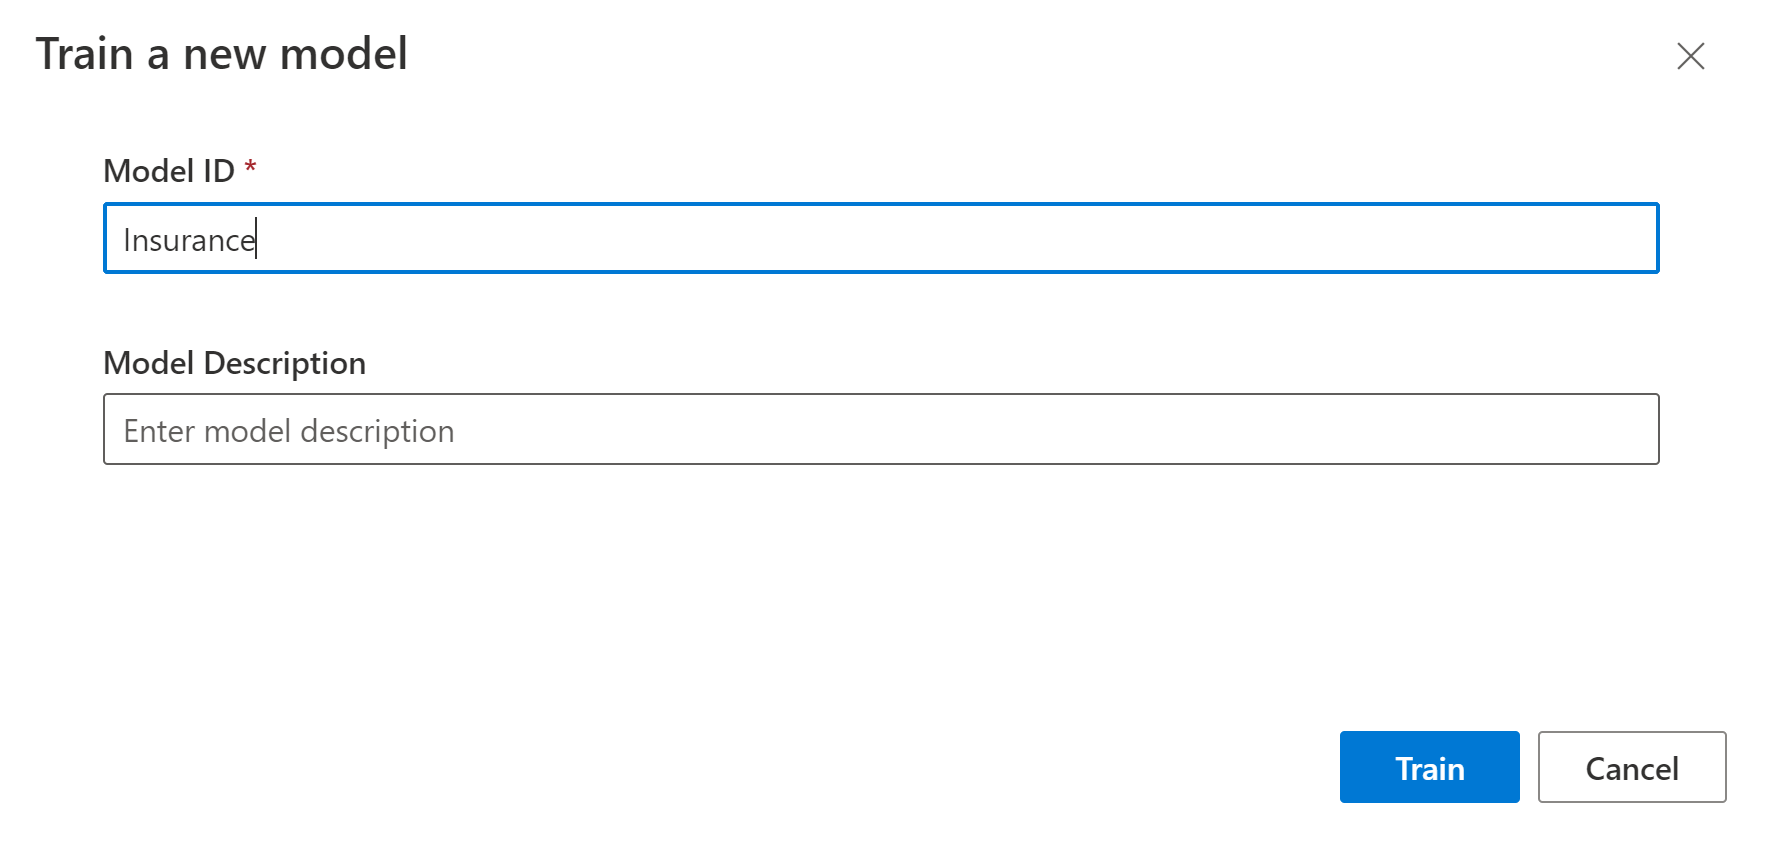 Train a new model
Model ID *
Insurance
Model Description
Enter model description
Train
Cancel